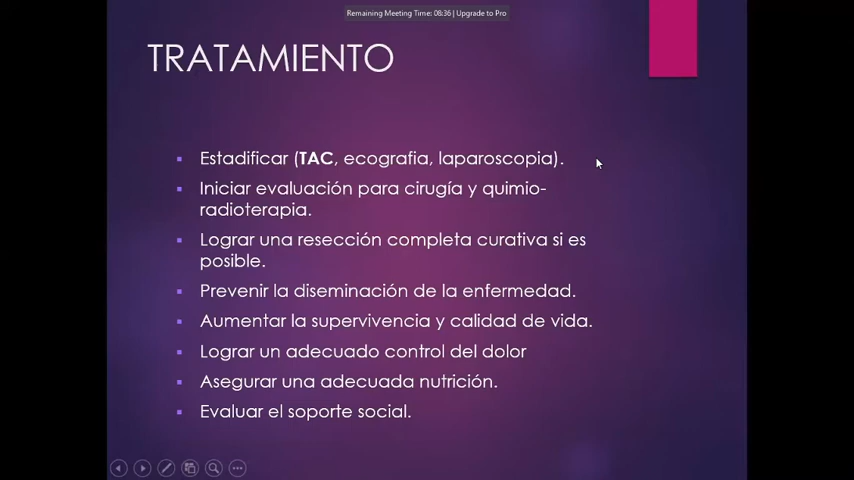 Remaining Meeting Time: 08:36 | Upgrade to Pro
TRATAMIENTO
Estadificar (TAC, ecografia, laparoscopia).
Iniciar evaluación para cirugía y quimio-
radioterapia.
Lograr una resección completa curativa si es
posible.
Prevenir la diseminación de la enfermedad.
Aumentar la supervivencia y calidad de vida.
Lograr un adecuado control del dolor
Asegurar una adecuada nutrición.
Evaluar el soporte social.